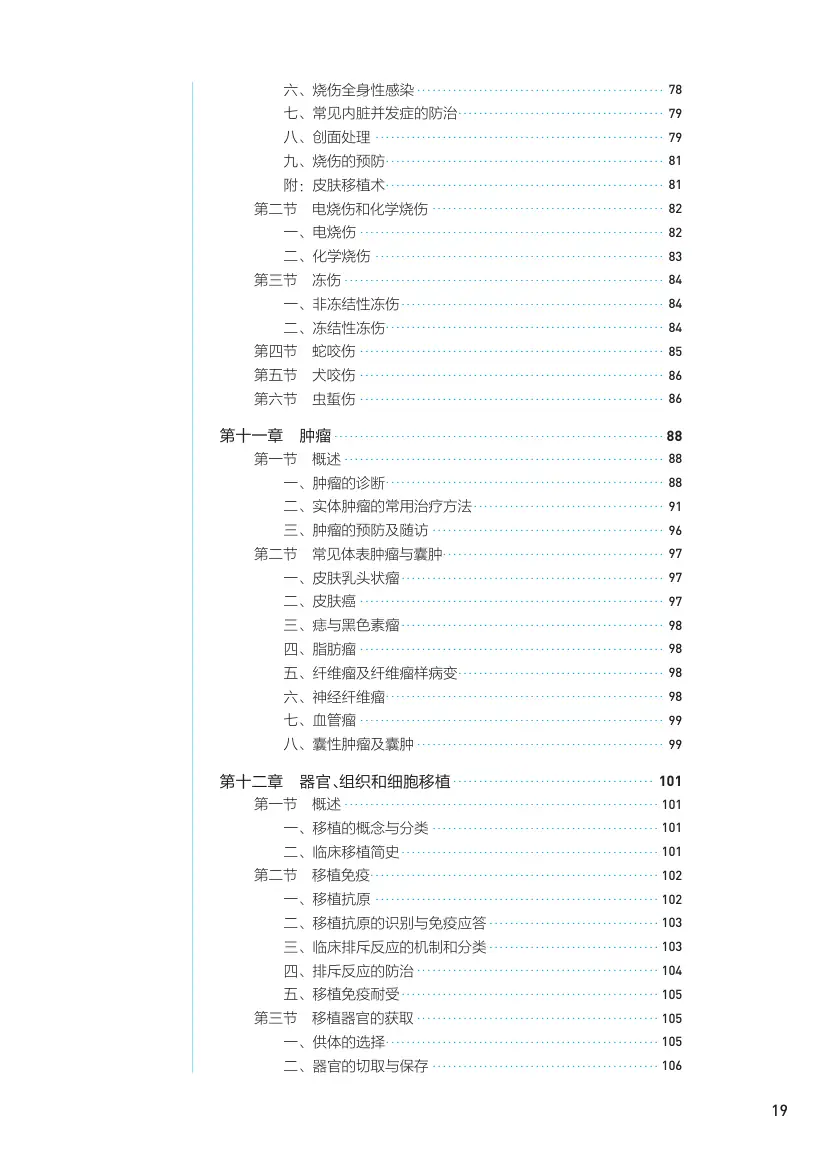 六、烧伤全身性感染 78
七、常见内脏并发症的防治 79
八、创面处理 79
九、烧伤的预防 81
附：皮肤移植术 81
第二节　电烧伤和化学烧伤 82
一、电烧伤 82
二、化学烧伤 83
第三节　冻伤 84
一、非冻结性冻伤 84
二、冻结性冻伤 84
第四节　蛇咬伤 85
第五节　犬咬伤 86
第六节　虫蜇伤 86
第十一章　肿瘤 88
第一节　概述 88
一、肿瘤的诊断 88
二、实体肿瘤的常用治疗方法 91
三、肿瘤的预防及随访 96
第二节　常见体表肿瘤与囊肿 97
一、皮肤乳头状瘤 97
二、皮肤癌 97
三、痣与黑色素瘤 98
四、脂肪瘤 98
五、纤维瘤及纤维瘤样病变 98
六、神经纤维瘤 98
七、血管瘤 99
八、囊性肿瘤及囊肿 99
第十二章　器官、组织和细胞移植 101
第一节　概述 101
一、移植的概念与分类 101
二、临床移植简史 101
第二节　移植免疫 102
一、移植抗原 102
二、移植抗原的识别与免疫应答 103
三、临床排斥反应的机制和分类 103
四、排斥反应的防治 104
五、移植免疫耐受 105
第三节　移植器官的获取 105
一、供体的选择 105
二、器官的切取与保存 106
19